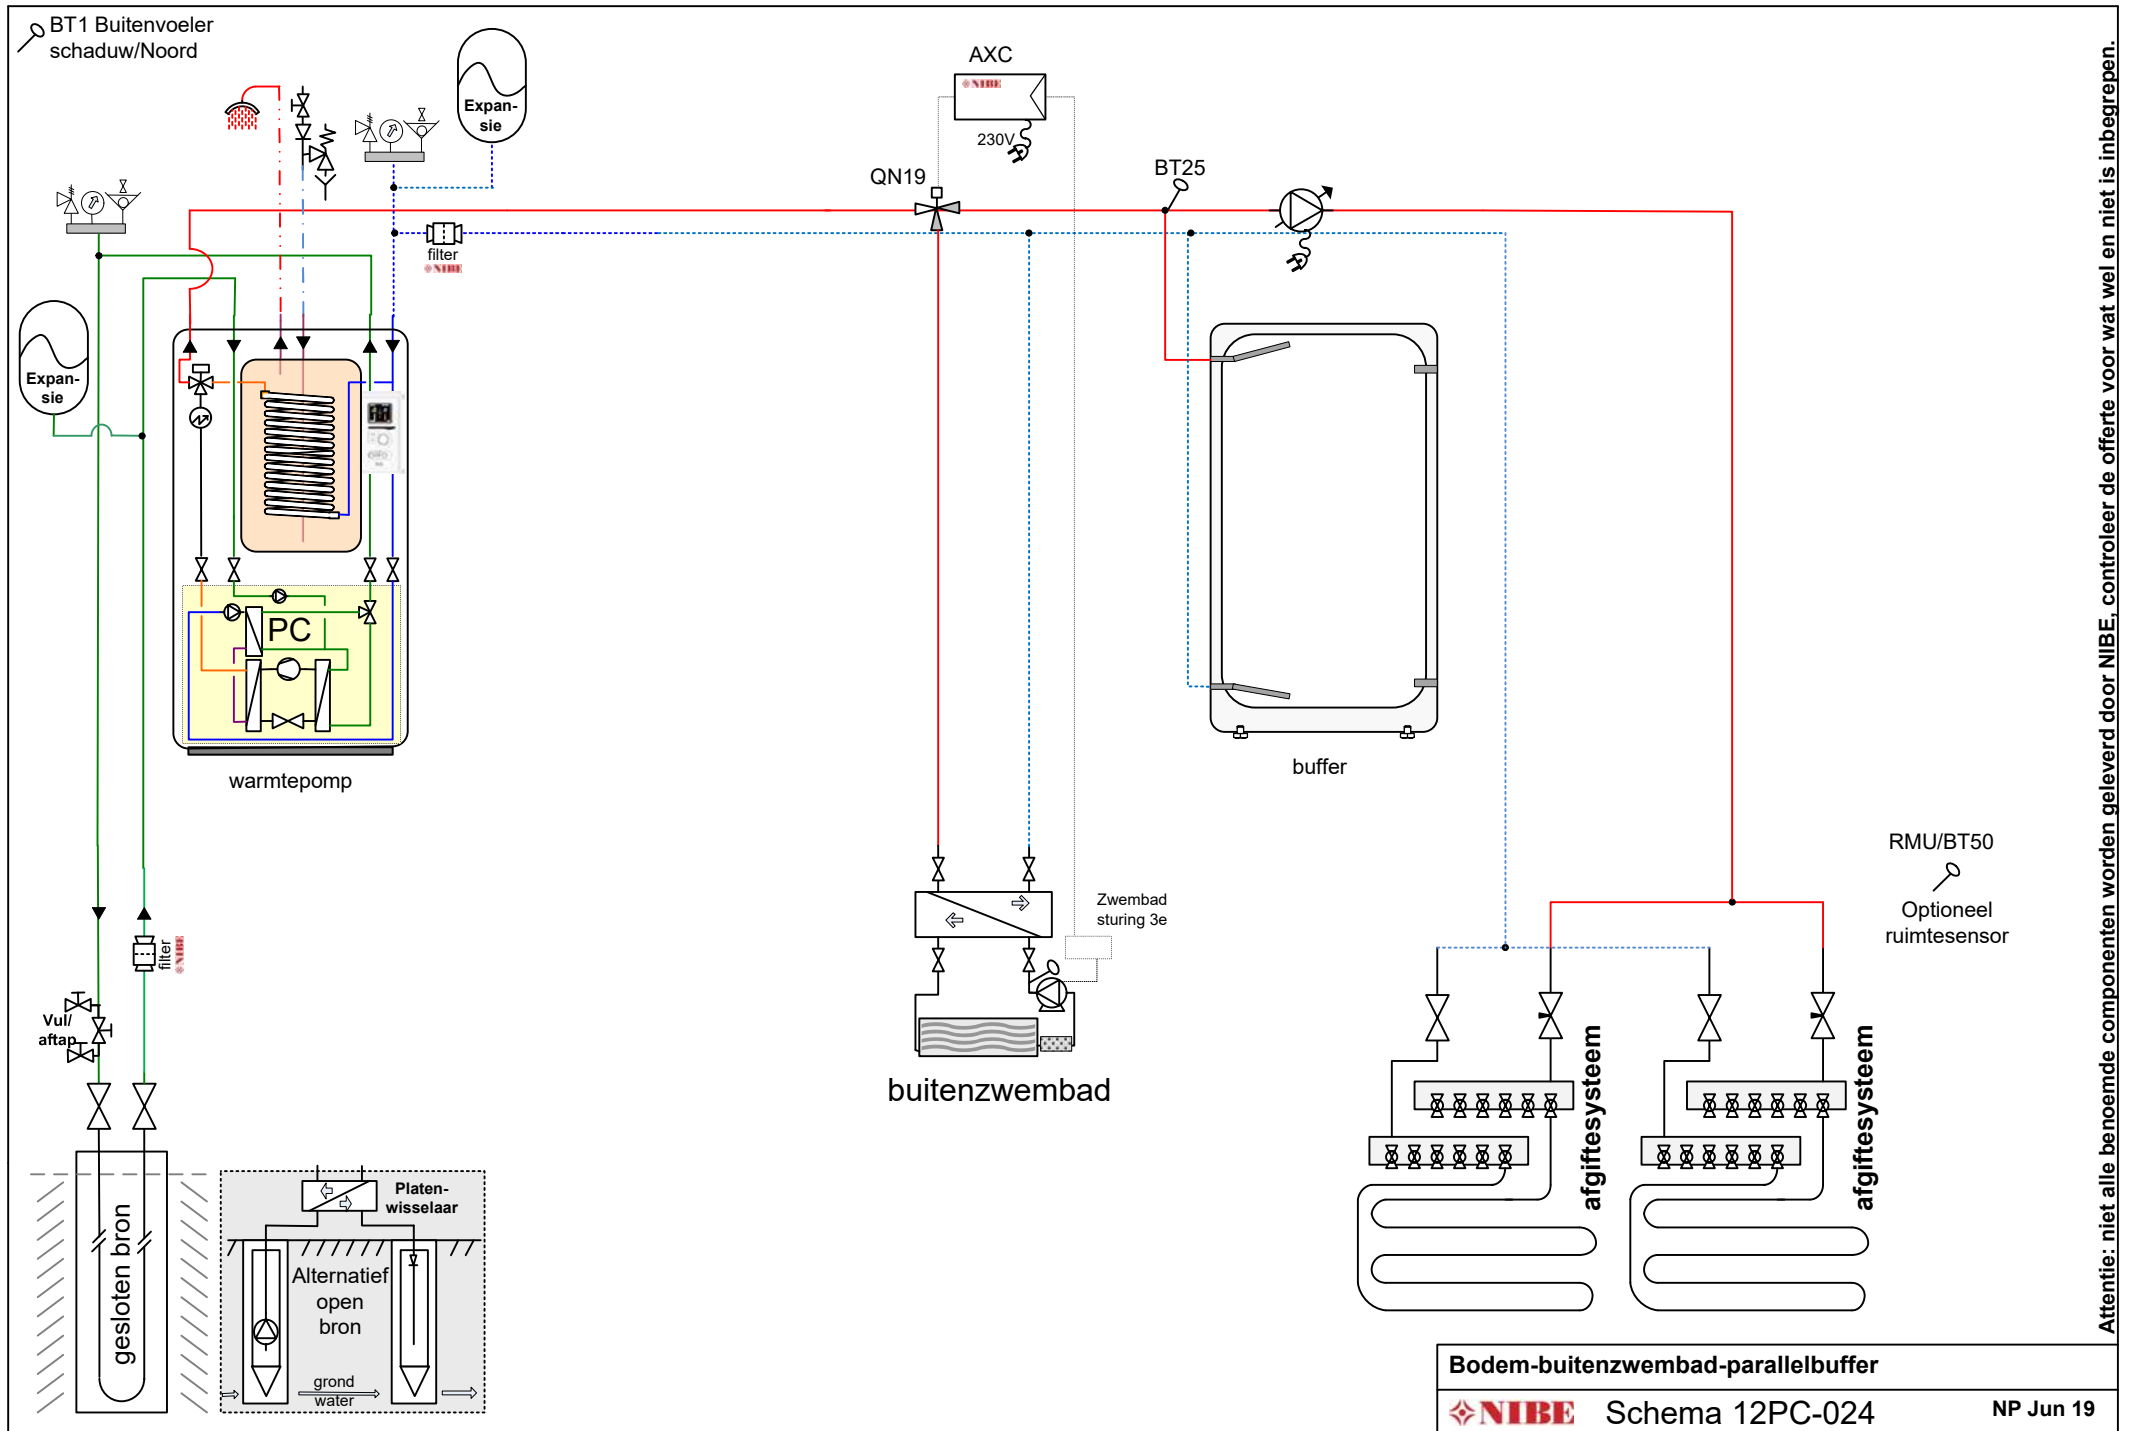 BT1 Buitenvoeler
schaduw/Noord
Expan-
sie
AXC
NIBE
230V
QN19
BT25
filter
NIBE
Expan-
sie
PC
warmtepomp
buffer
filter
NIBE
Vul/
aftap
Zwembad
sturing 3e
buitenzwembad
RMU/BT50
Optioneel
ruimtesensor
afgiftesysteem
afgiftesysteem
gesloten bron
Platen-
wisselaar
Alternatief
open
bron
grond
water
Attentie: niet alle benoemde componenten worden geleverd door NIBE, controleer de offerte voor wat wel en niet is inbegrepen.
Bodem-buitenzwembad-parallelbuffer
NIBE Schema 12PC-024 NP Jun 19